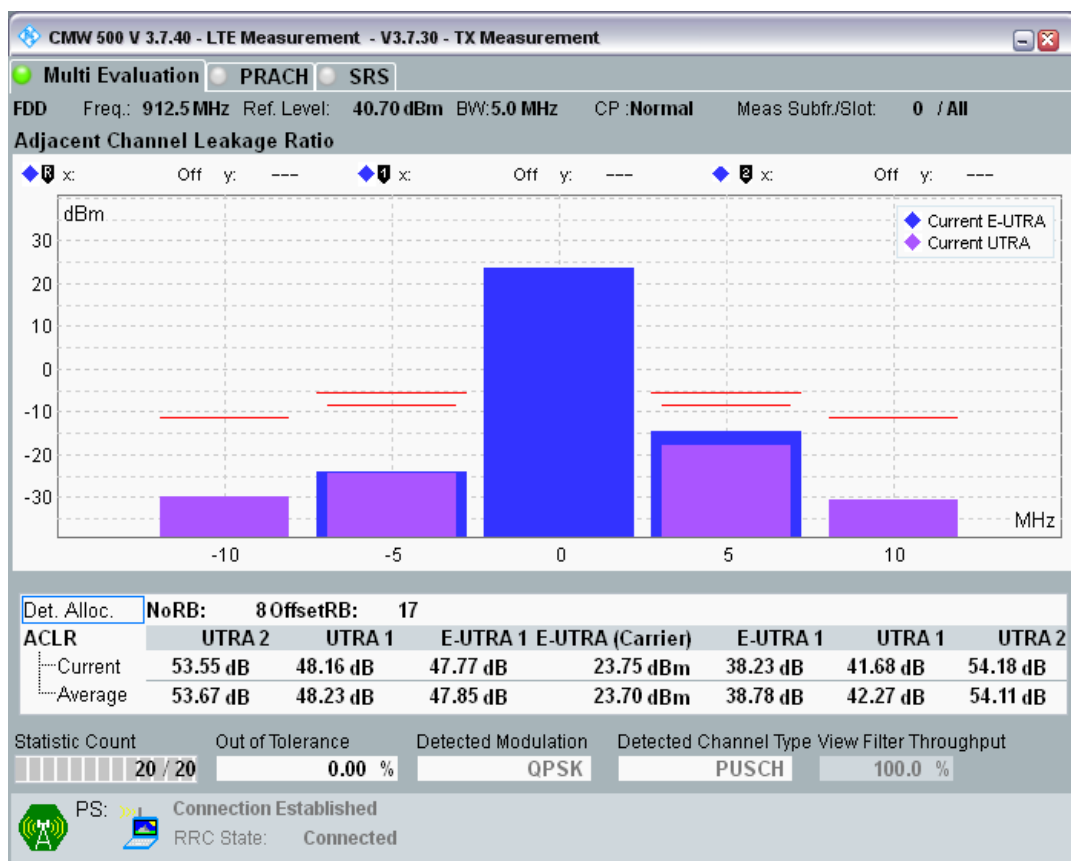 CMW 500 V 3.7.40 - LTE Measurement - V3.7.30 - TX Measurement
Multi Evaluation PRACH SRS
FDD Freq.: 912.5 MHz Ref. Level: 40.70 dBm BW:5.0 MHz CP :Normal Meas Subfr./Slot: 0 / All
Adjacent Channel Leakage Ratio
R x: Off y: --- 1 x: Off y: --- 2 x: Off y: ---
dBm
Current E-UTRA
Current UTRA
30
20
10
0
-10
-20
-30
MHz
-10 -5 0 5 10
Det. Alloc. NoRB: 8 OffsetRB: 17
ACLR UTRA 2 UTRA 1 E-UTRA 1 E-UTRA (Carrier) E-UTRA 1 UTRA 1 UTRA 2
Current 53.55 dB 48.16 dB 47.77 dB 23.75 dBm 38.23 dB 41.68 dB 54.18 dB
Average 53.67 dB 48.23 dB 47.85 dB 23.70 dBm 38.78 dB 42.27 dB 54.11 dB
Statistic Count Out of Tolerance Detected Modulation Detected Channel Type View Filter Throughput
20 / 20 0.00 % QPSK PUSCH 100.0 %
PS: Connection Established
RRC State: Connected